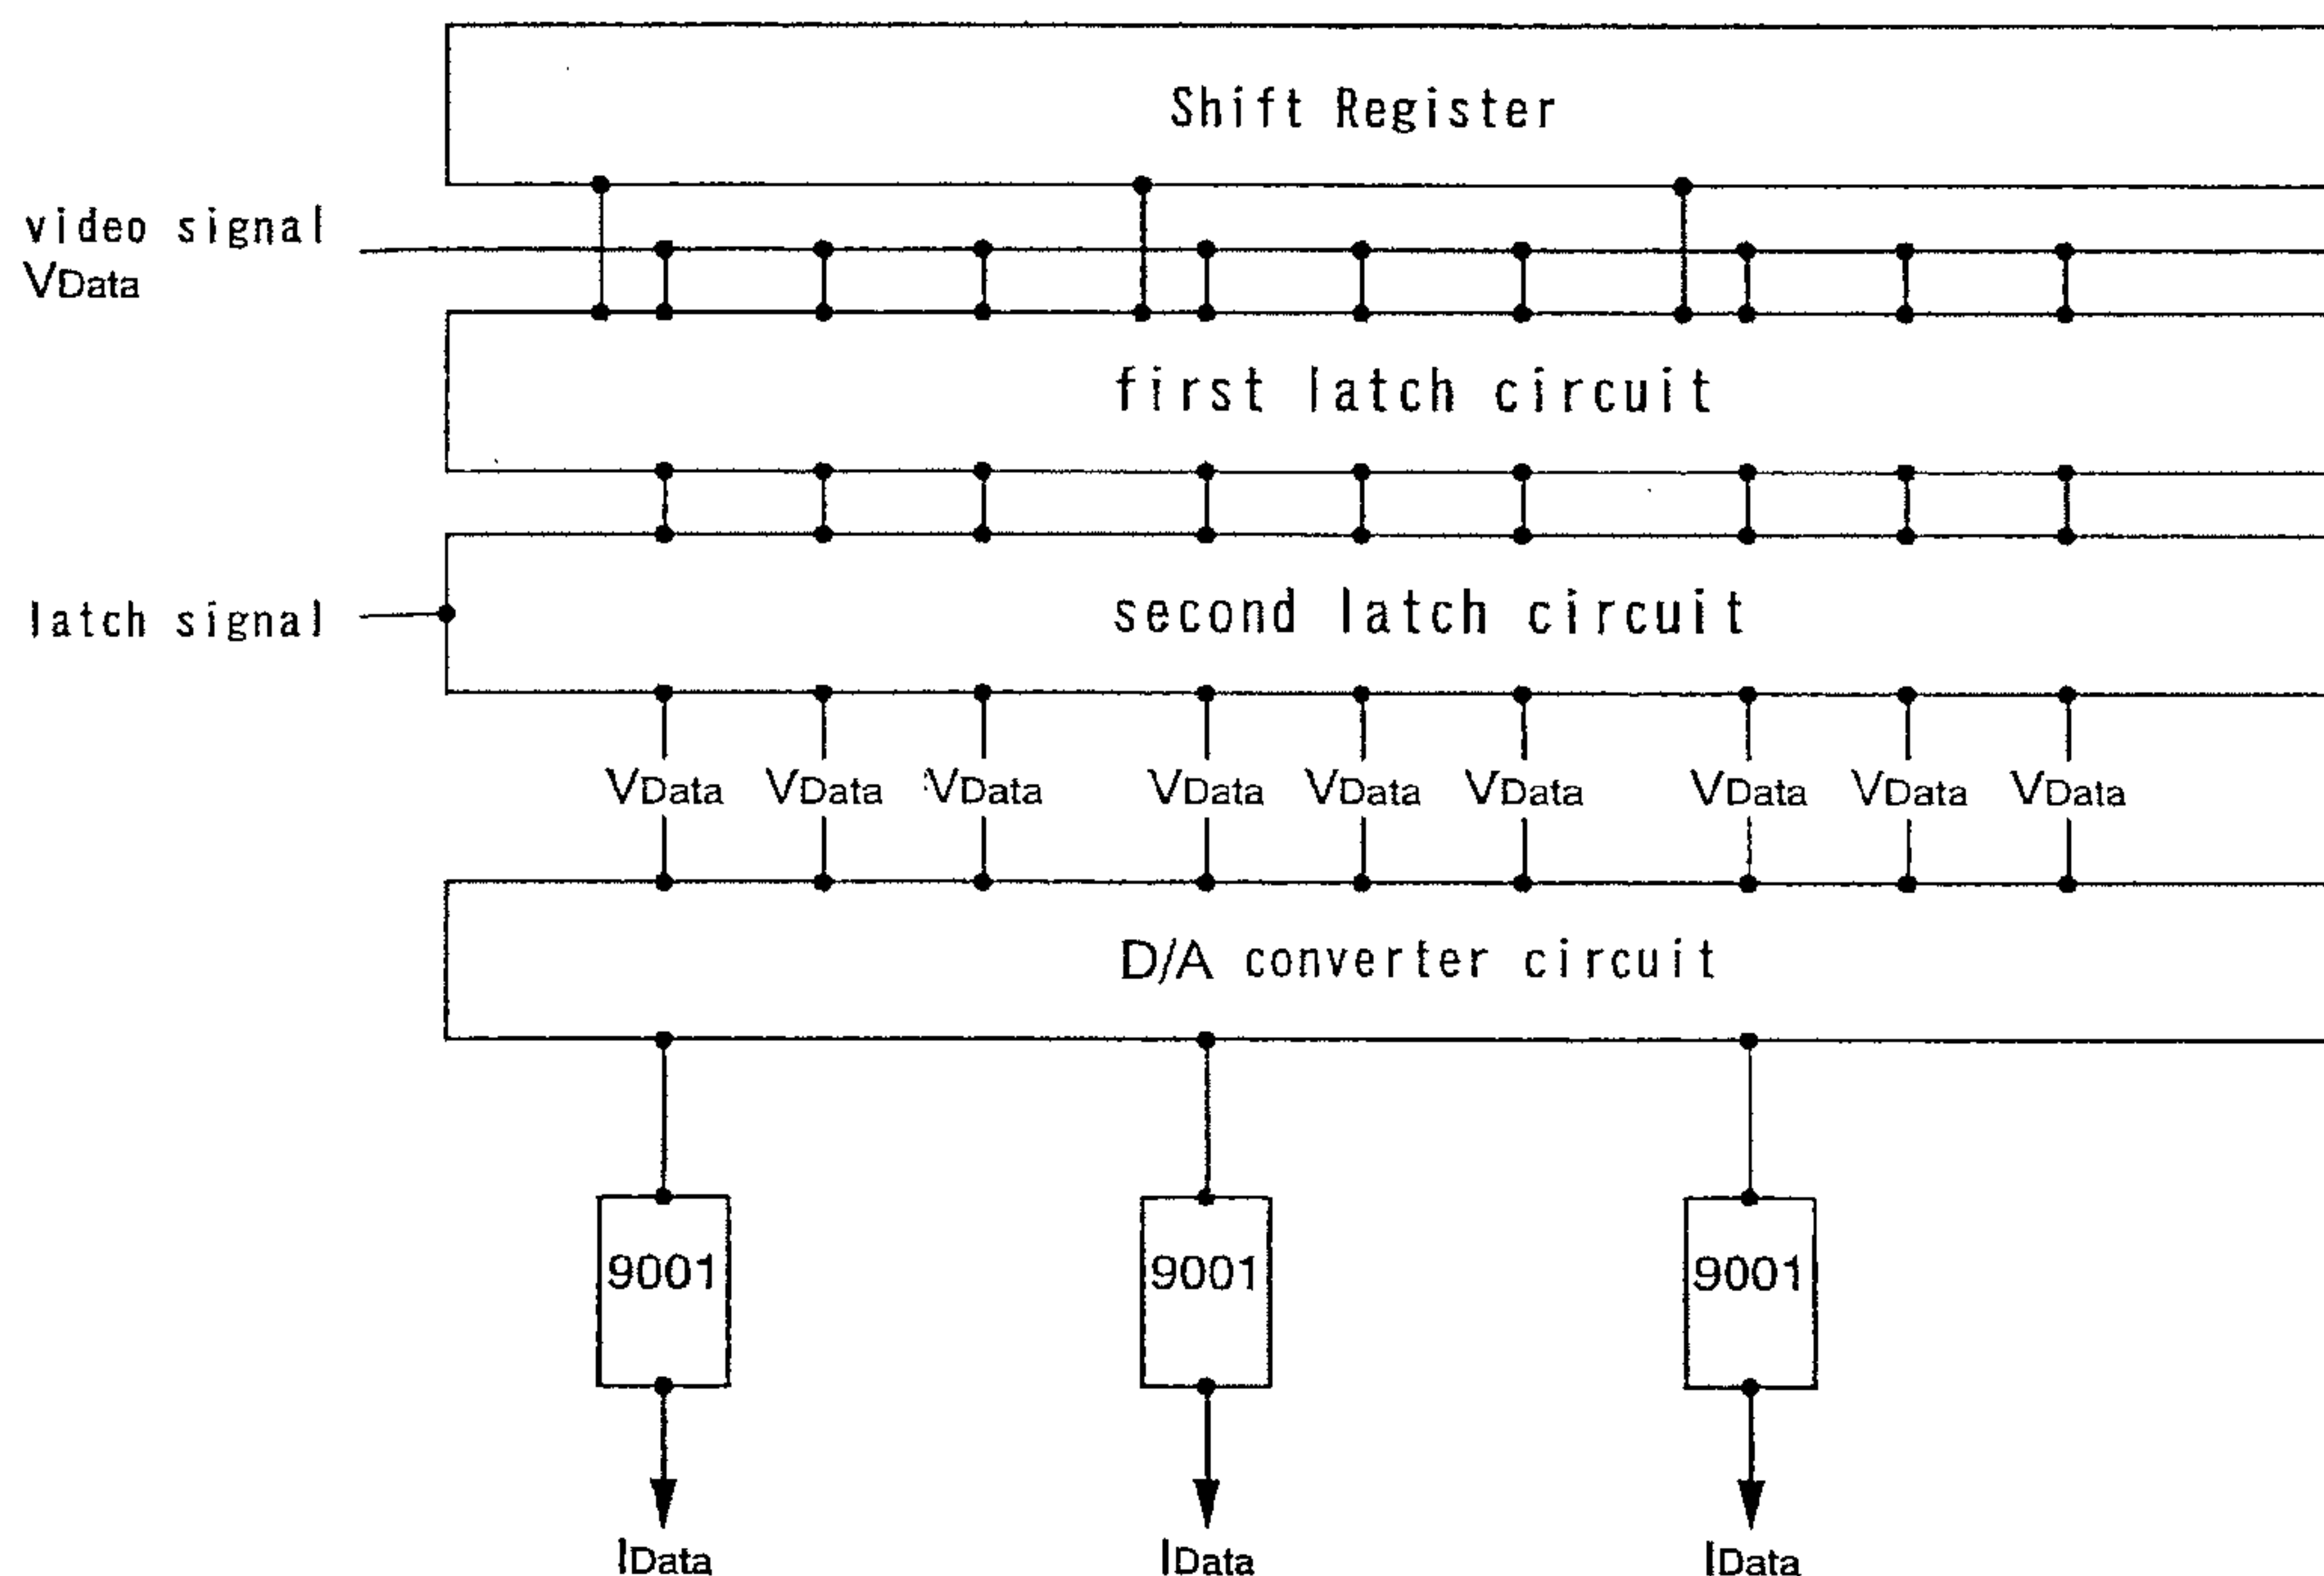 Shift Register
video signal
VData
first latch circuit
second latch circuit
latch signal
VData VData VData VData VData VData VData VData VData
D/A converter circuit
9001 9001 9001
IData IData IData